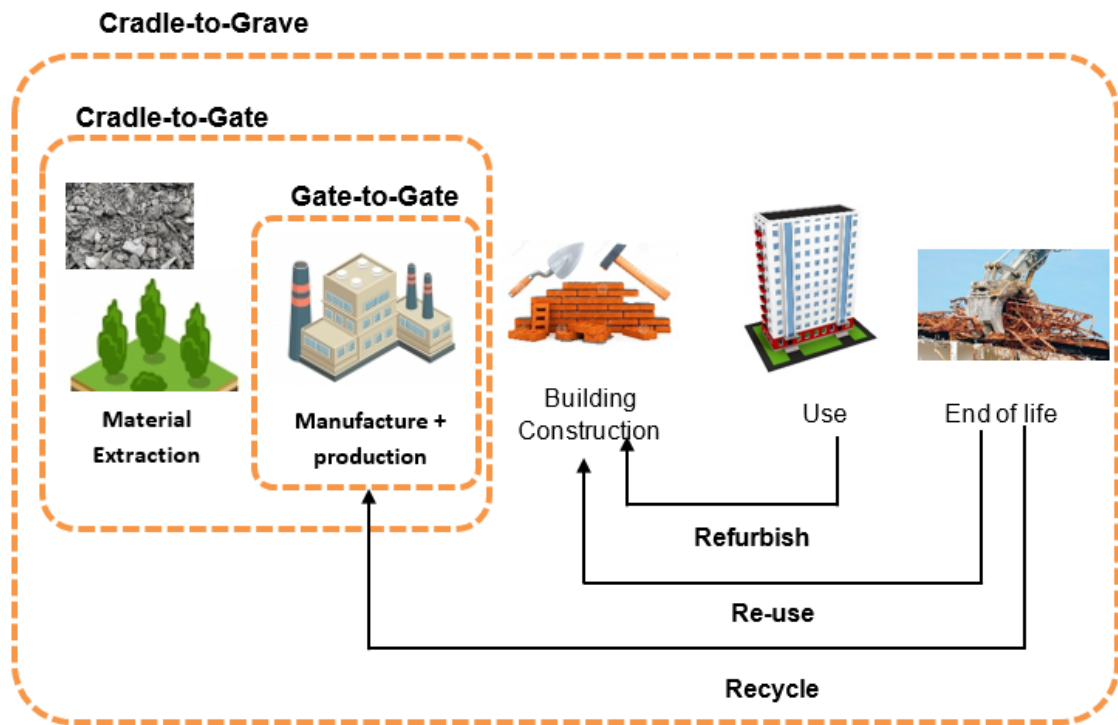 Cradle-to-Grave
Cradle-to-Gate
Gate-to-Gate
Material
Extraction
Manufacture +
production
Building
Construction
Use
End of life
Refurbish
Re-use
Recycle